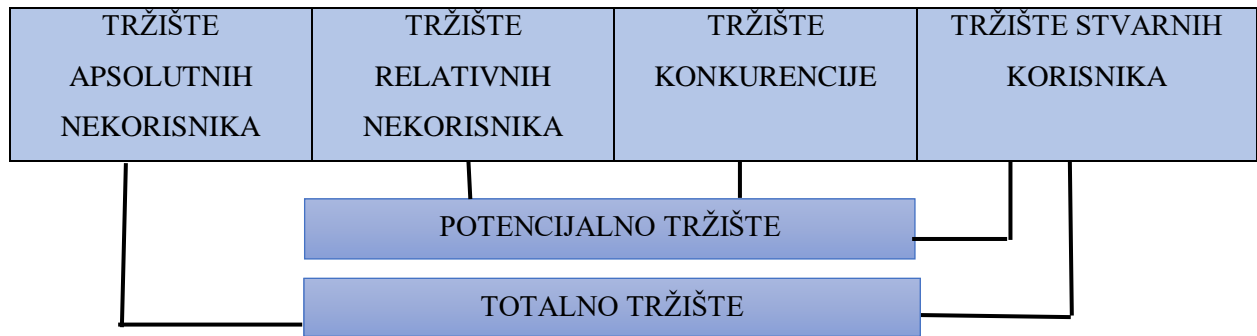 TRŽIŠTE
APSOLUTNIH
NEKORISNIKA
TRŽIŠTE
RELATIVNIH
NEKORISNIKA
TRŽIŠTE
KONKURENCIJE
TRŽIŠTE STVARNIH
KORISNIKA
POTENCIJALNO TRŽIŠTE
TOTALNO TRŽIŠTE